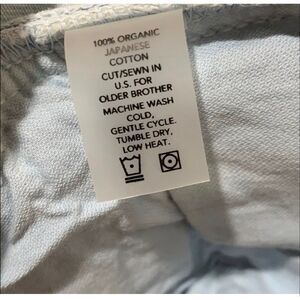 100% ORGANIC
JAPANESE
COTTON
CUT/SEWN IN
U.S. FOR
OLDER BROTHER
MACHINE WASH
COLD,
GENTLE CYCLE.
TUMBLE DRY,
LOW HEAT.